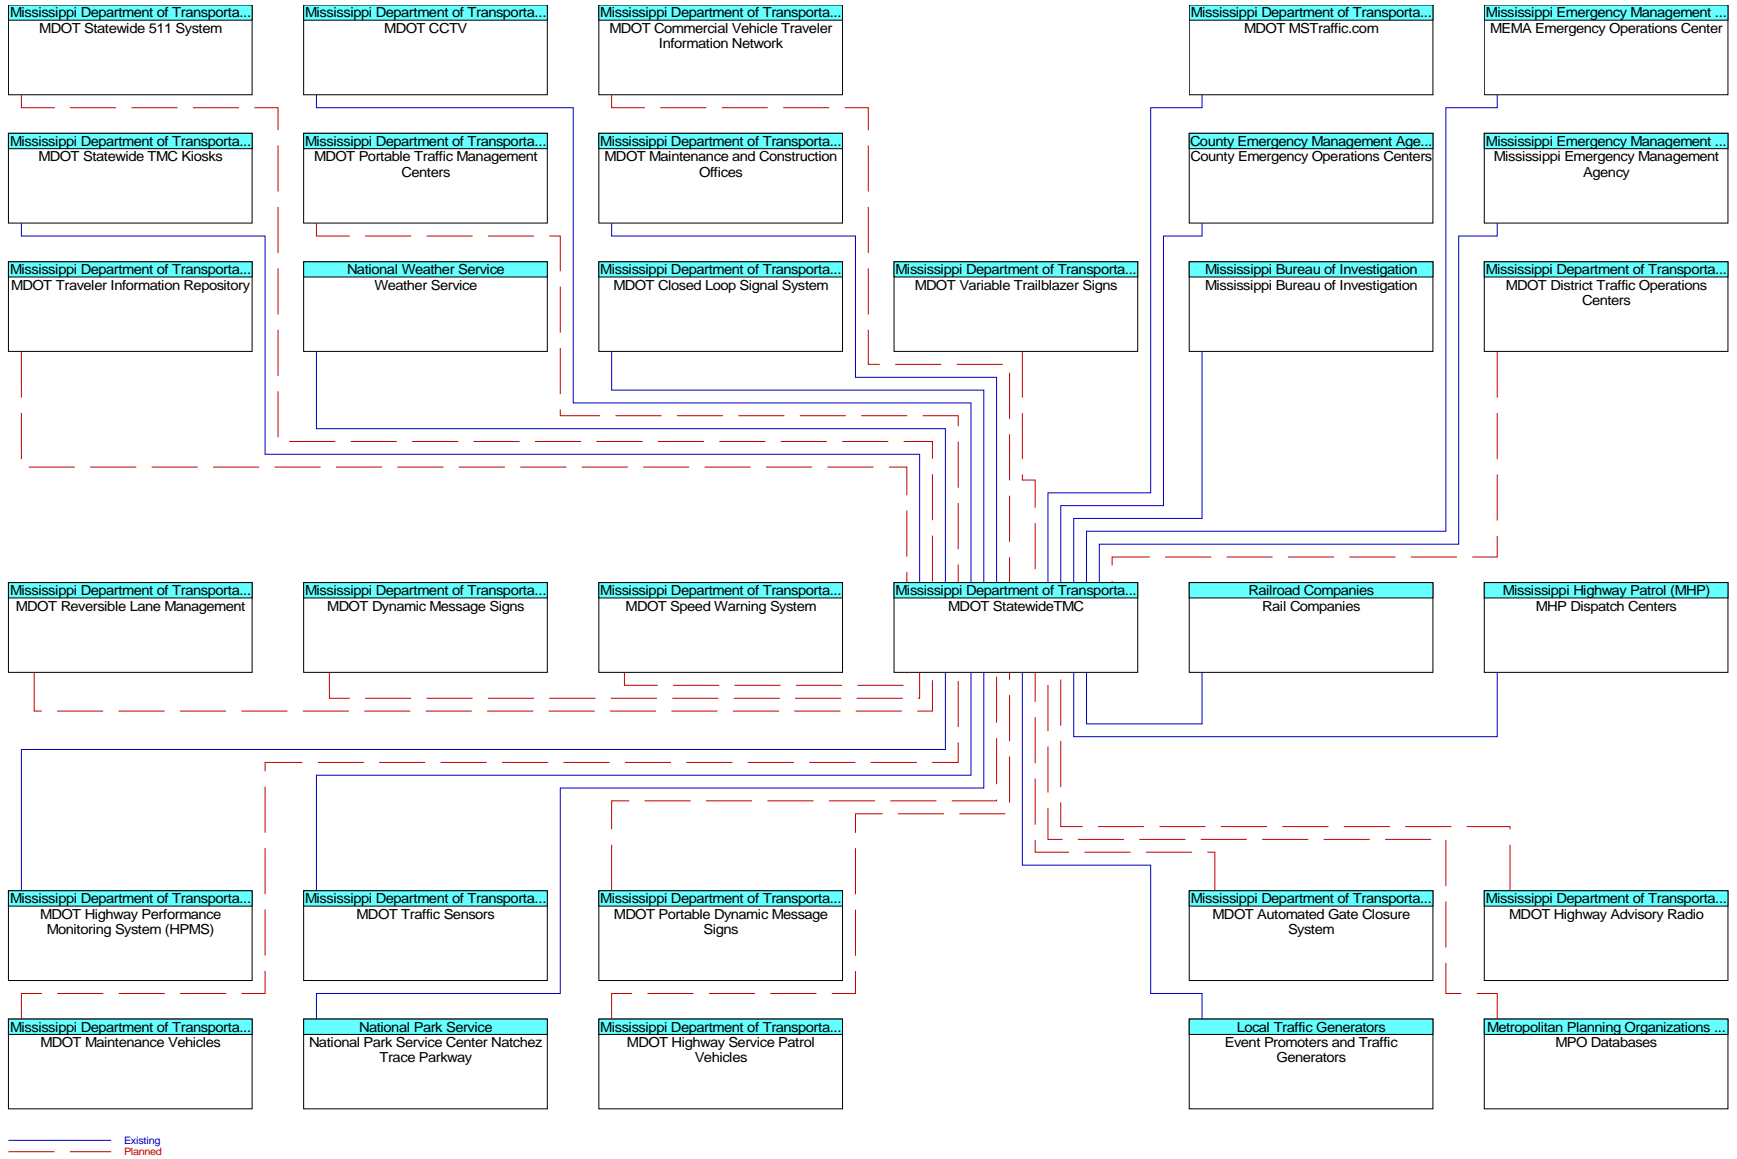 Mississippi Department of Transporta...
MDOT Statewide 511 System
Mississippi Department of Transporta...
MDOT CCTV
Mississippi Department of Transporta...
MDOT Commercial Vehicle Traveler
Information Network
Mississippi Department of Transporta...
MDOT MSTraffic.com
Mississippi Emergency Management ...
MEMA Emergency Operations Center
Mississippi Department of Transporta...
MDOT Statewide TMC Kiosks
Mississippi Department of Transporta...
MDOT Portable Traffic Management
Centers
Mississippi Department of Transporta...
MDOT Maintenance and Construction
Offices
County Emergency Management Age...
County Emergency Operations Centers
Mississippi Emergency Management ...
Mississippi Emergency Management
Agency
Mississippi Department of Transporta...
MDOT Traveler Information Repository
National Weather Service
Weather Service
Mississippi Department of Transporta...
MDOT Closed Loop Signal System
Mississippi Department of Transporta...
MDOT Variable Trailblazer Signs
Mississippi Bureau of Investigation
Mississippi Bureau of Investigation
Mississippi Department of Transporta...
MDOT District Traffic Operations
Centers
Mississippi Department of Transporta...
MDOT Reversible Lane Management
Mississippi Department of Transporta...
MDOT Dynamic Message Signs
Mississippi Department of Transporta...
MDOT Speed Warning System
Mississippi Department of Transporta...
MDOT StatewideTMC
Railroad Companies
Rail Companies
Mississippi Highway Patrol (MHP)
MHP Dispatch Centers
Mississippi Department of Transporta...
MDOT Highway Performance
Monitoring System (HPMS)
Mississippi Department of Transporta...
MDOT Traffic Sensors
Mississippi Department of Transporta...
MDOT Portable Dynamic Message
Signs
Mississippi Department of Transporta...
MDOT Automated Gate Closure
System
Mississippi Department of Transporta...
MDOT Highway Advisory Radio
Mississippi Department of Transporta...
MDOT Maintenance Vehicles
National Park Service
National Park Service Center Natchez
Trace Parkway
Mississippi Department of Transporta...
MDOT Highway Service Patrol
Vehicles
Local Traffic Generators
Event Promoters and Traffic
Generators
Metropolitan Planning Organizations ...
MPO Databases
Existing
Planned